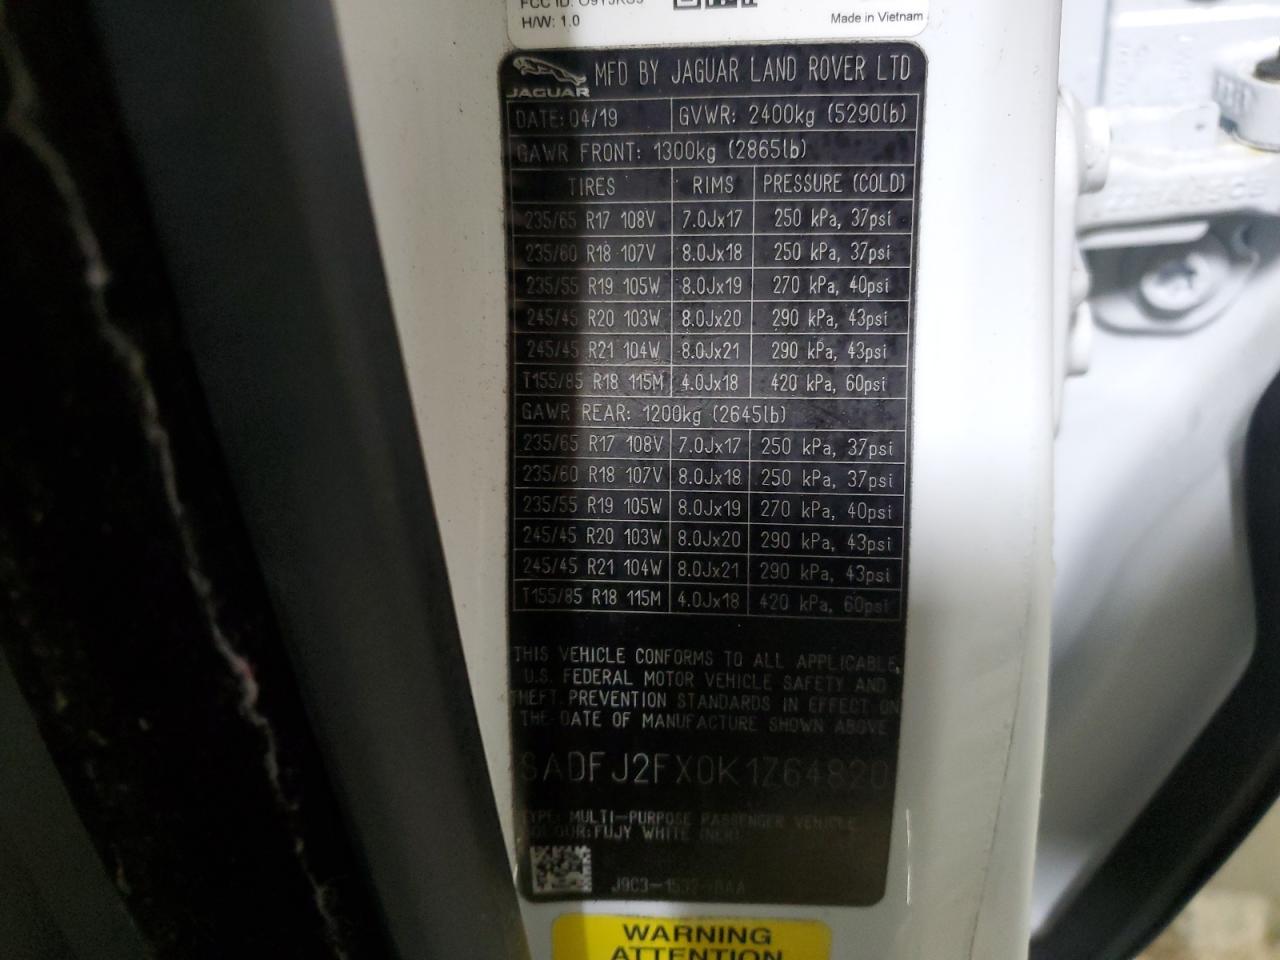 H/W: 1.0
Made in Vietnam
JAGUAR
MFD BY JAGUAR LAND ROVER LTD
DATE: 04/19 GVWR: 2400kg (5290lb)
GAWR FRONT: 1300kg (2865lb)
TIRES RIMS PRESSURE (COLD)
235/65 R17 108V 7.0Jx17 250 kPa, 37psi
235/60 R18 107V 8.0Jx18 250 kPa, 37psi
235/55 R19 105W 8.0Jx19 270 kPa, 40psi
245/45 R20 103W 8.0Jx20 290 kPa, 43psi
245/45 R21 104W 8.0Jx21 290 kPa, 43psi
T155/85 R18 115M 4.0Jx18 420 kPa, 60psi
GAWR REAR: 1200kg (2645lb)
235/65 R17 108V 7.0Jx17 250 kPa, 37psi
235/60 R18 107V 8.0Jx18 250 kPa, 37psi
235/55 R19 105W 8.0Jx19 270 kPa, 40psi
245/45 R20 103W 8.0Jx20 290 kPa, 43psi
245/45 R21 104W 8.0Jx21 290 kPa, 43psi
T155/85 R18 115M 4.0Jx18 420 kPa, 60psi
THIS VEHICLE CONFORMS TO ALL APPLICABLE
U.S. FEDERAL MOTOR VEHICLE SAFETY AND
THEFT PREVENTION STANDARDS IN EFFECT ON
THE DATE OF MANUFACTURE SHOWN ABOVE
SADFJ2FX0K1Z64820
TYPE: MULTI-PURPOSE PASSENGER VEHICLE
COLOUR: FUJY WHITE (NER)
WARNING
ATTENTION